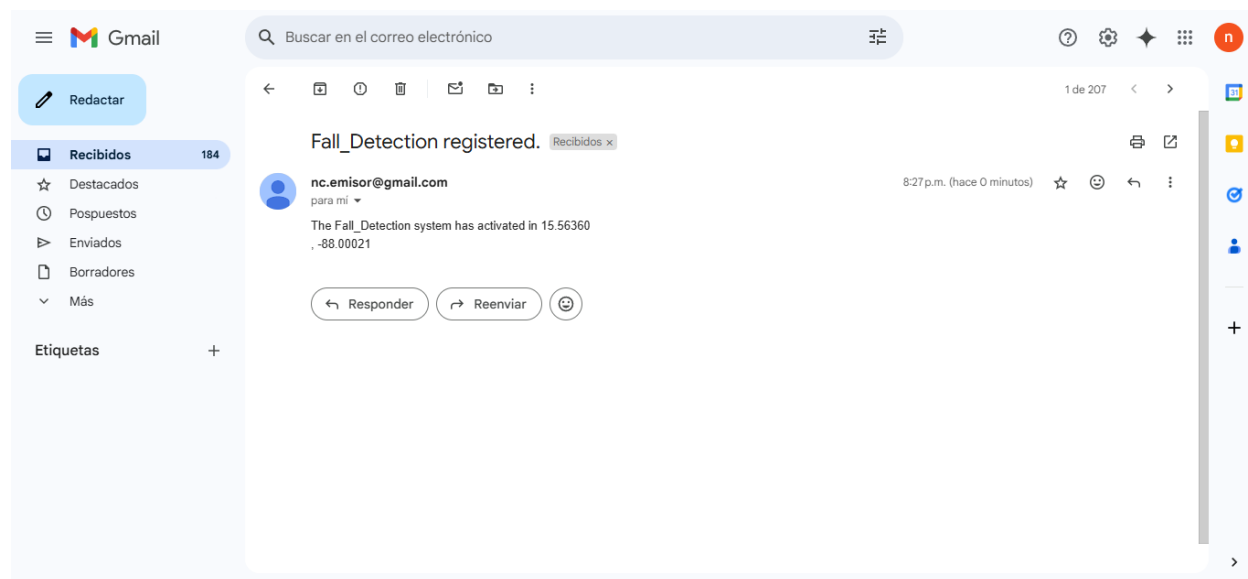 Gmail
Buscar en el correo electrónico
n
Redactar
1 de 207
31
Fall_Detection registered. Recibidos x
Recibidos 184
nc.emisor@gmail.com
8:27 p.m. (hace 0 minutos)
para mí
Destacados
Pospuestos
The Fall_Detection system has activated in 15.56360
, -88.00021
Enviados
Borradores
Más
Responder
Reenviar
Etiquetas